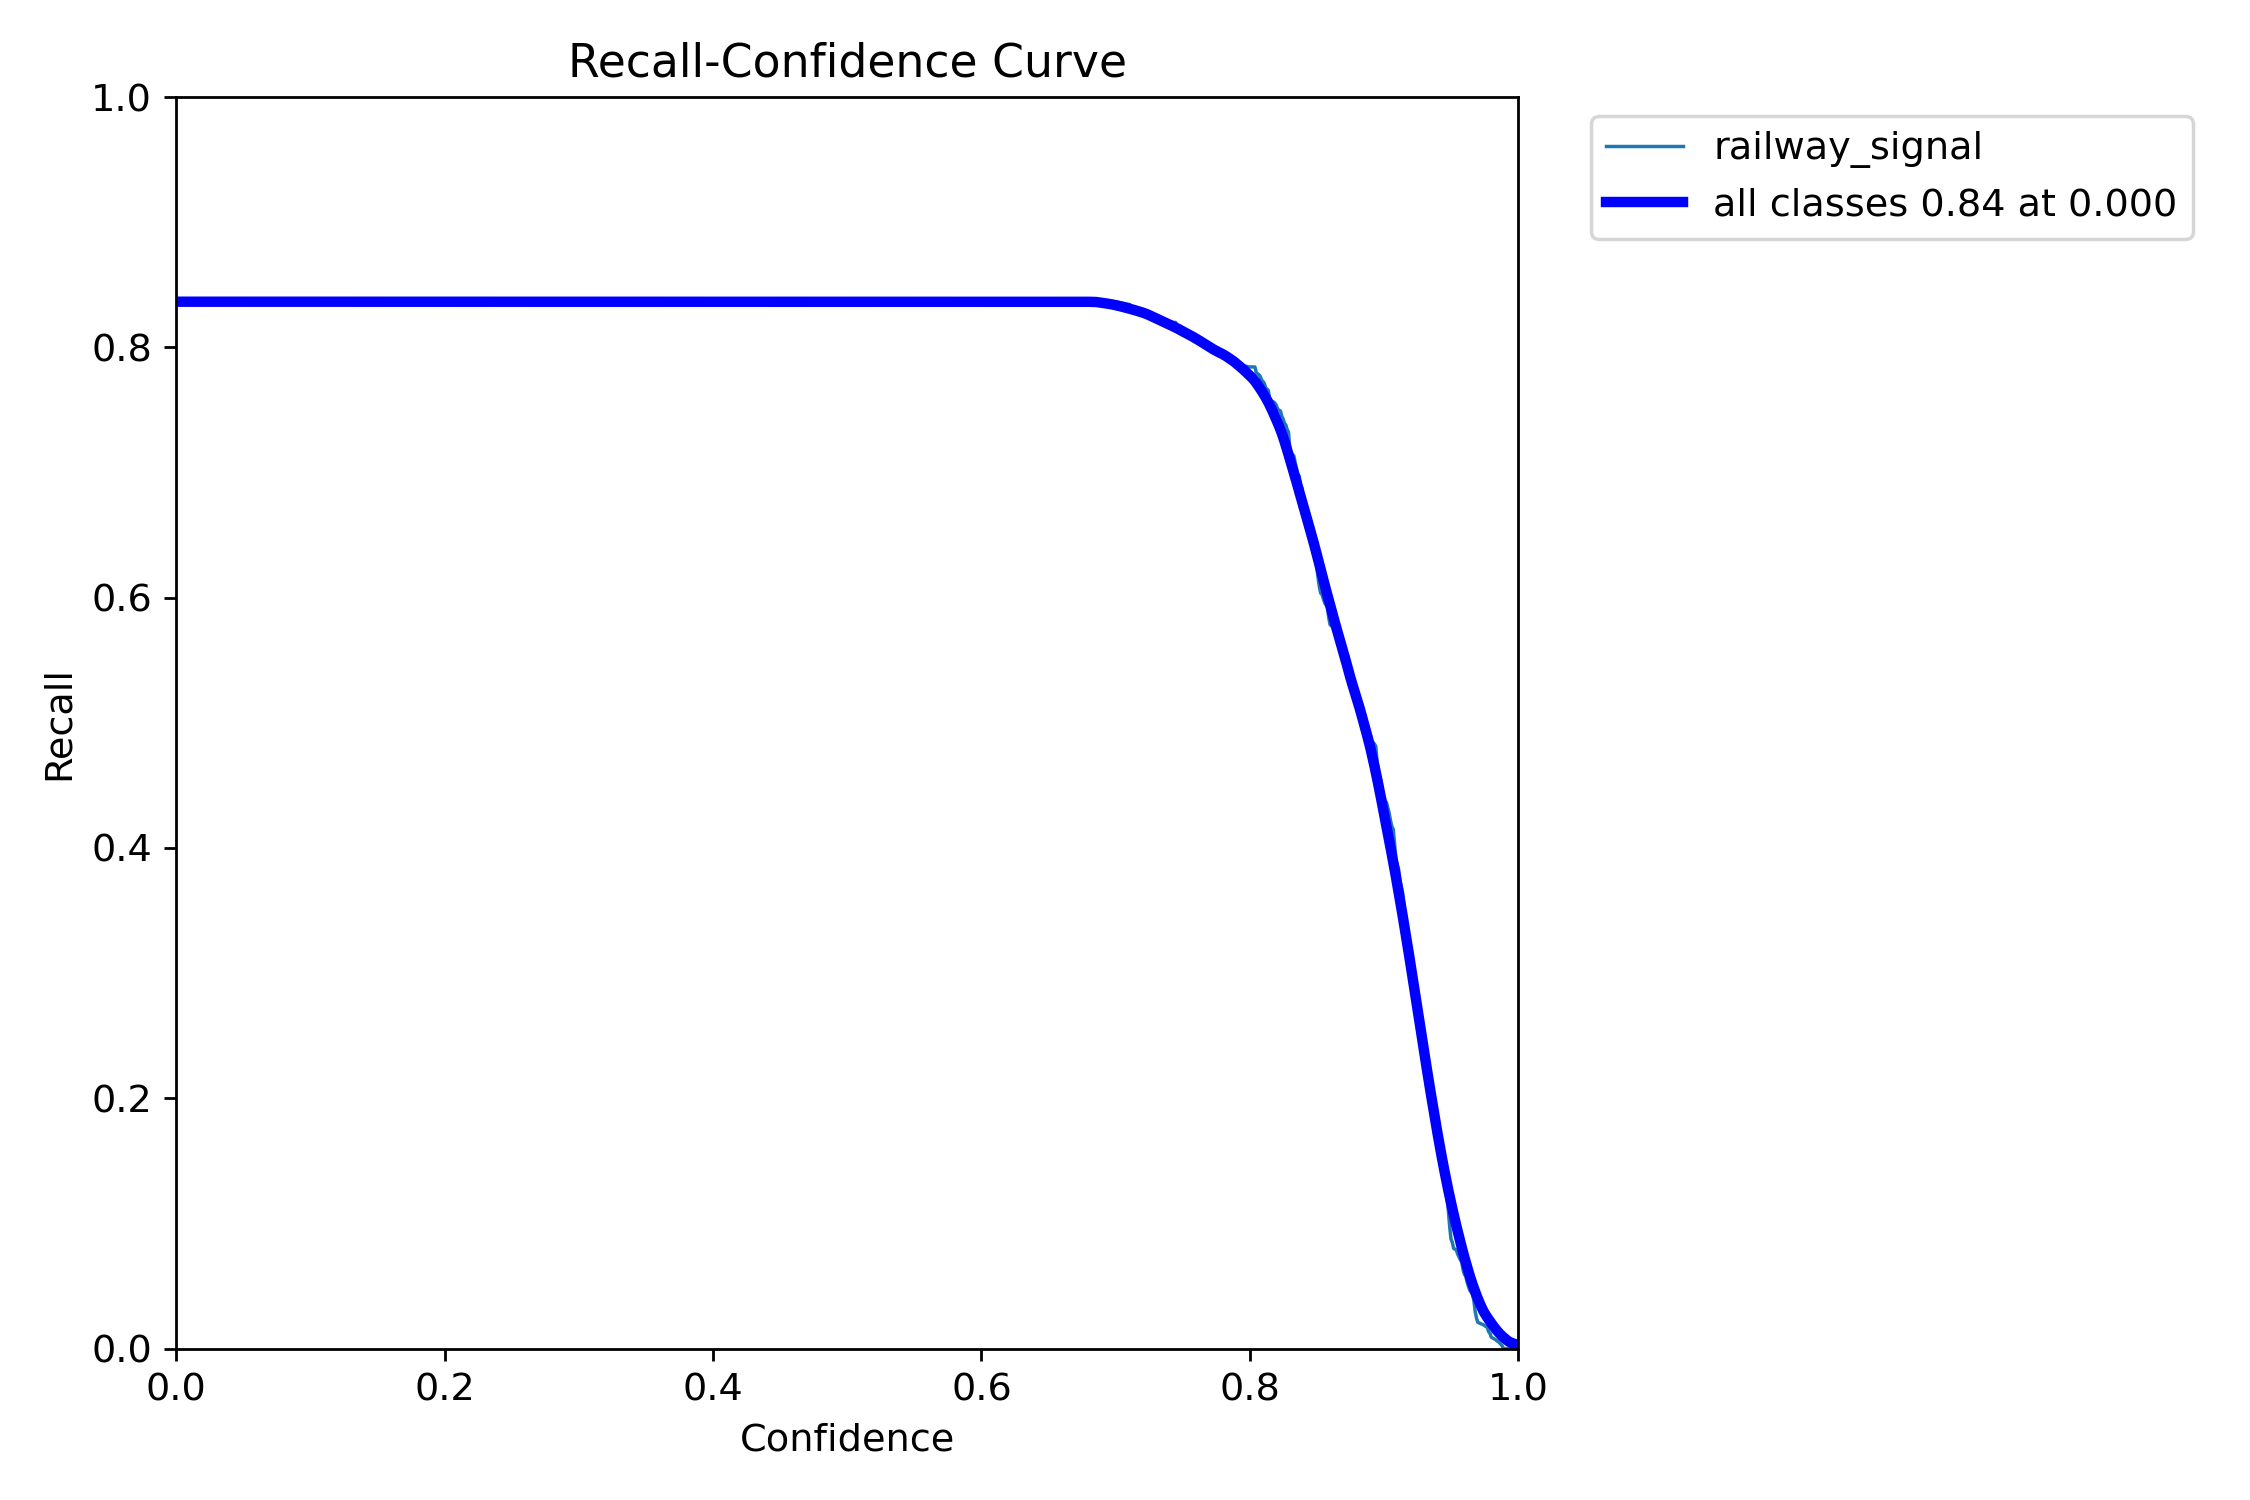 Recall-Confidence Curve
railway_signal
all classes 0.84 at 0.000
1.0
0.8
0.6
0.4
0.2
0.0
Recall
0.0 0.2 0.4 0.6 0.8 1.0
Confidence